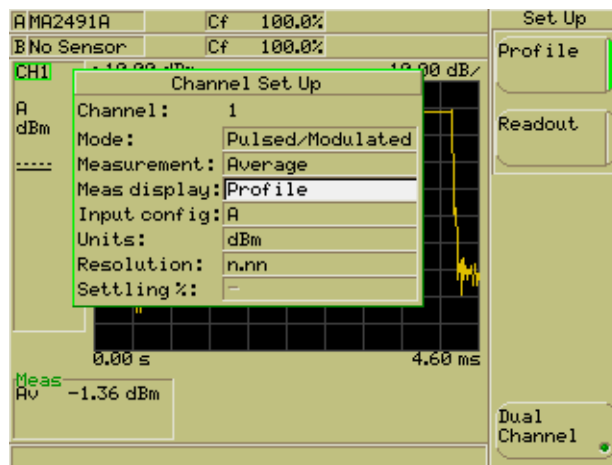 A MA2491A Cf 100.0%
B No Sensor Cf 100.0%
Set Up
Profile
Readout
Dual
Channel
CH1
A
dBm
Channel Set Up
Channel: 1
Mode: Pulsed/Modulated
Measurement: Average
Meas display: Profile
Input config: A
Units: dBm
Resolution: n.nn
Settling %: –
dB/
0.00 s 4.60 ms
Meas
Av -1.36 dBm